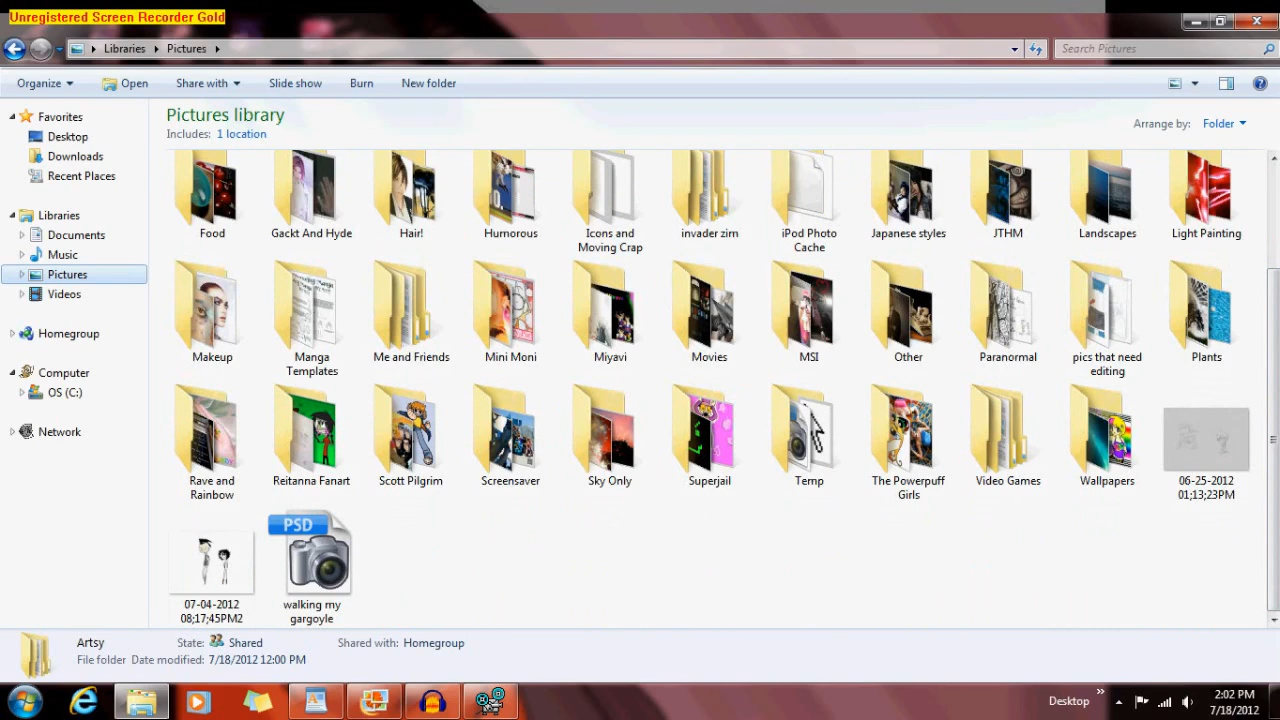 Unregistered Screen Recorder Gold
Libraries Pictures
Search Pictures
Organize Open Share with Slide show Burn New folder
Favorites
Desktop
Downloads
Recent Places
Libraries
Documents
Music
Pictures
Videos
Homegroup
Computer
OS (C:)
Network
Pictures library
Includes: 1 location
Arrange by: Folder
Food
Gackt And Hyde
Hair!
Humorous
Icons and
Moving Crap
invader zim
iPod Photo
Cache
Japanese styles
JTHM
Landscapes
Light Painting
Makeup
Manga
Templates
Me and Friends
Mini Moni
Miyavi
Movies
MSI
Other
Paranormal
pics that need
editing
Plants
Rave and
Rainbow
Reitanna Fanart
Scott Pilgrim
Screensaver
Sky Only
Superjail
Temp
The Powerpuff
Girls
Video Games
Wallpapers
06-25-2012
01;13;23PM
07-04-2012
08;17;45PM2
PSD
walking my
gargoyle
Artsy State: Shared Shared with: Homegroup
File folder Date modified: 7/18/2012 12:00 PM
Desktop
2:02 PM
7/18/2012